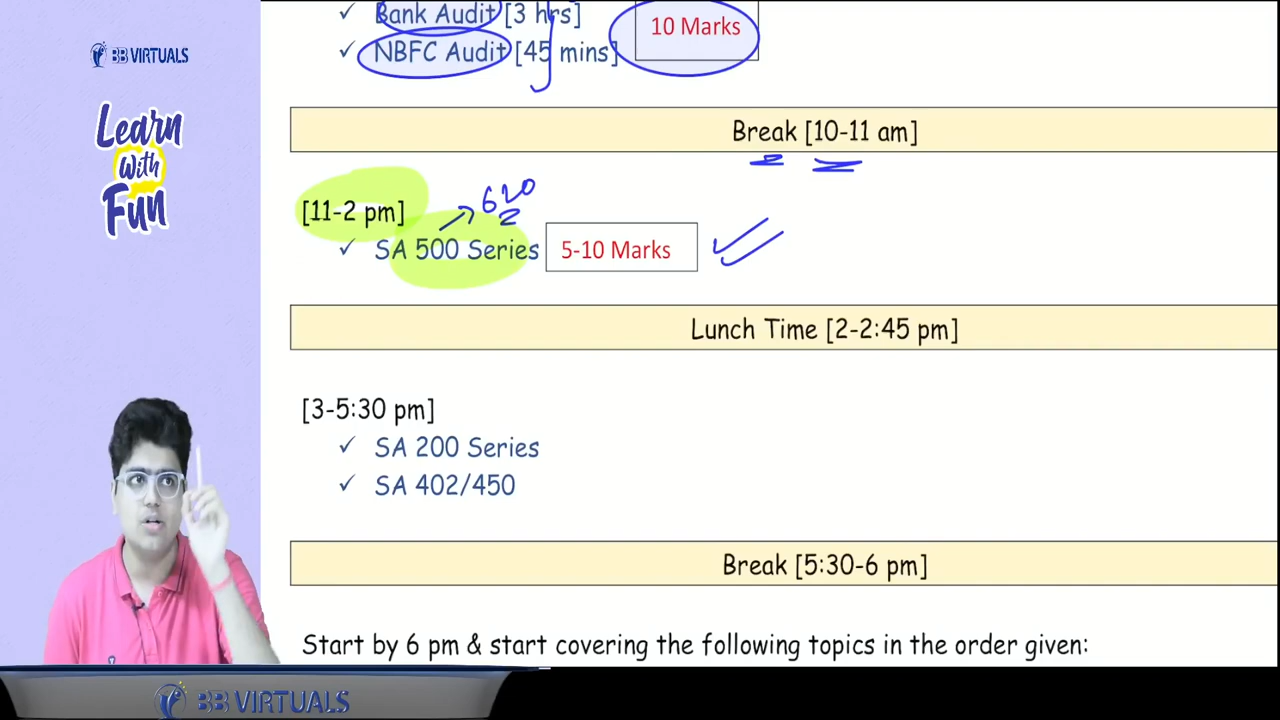 ✓ Bank Audit [3 hrs]
✓ NBFC Audit [45 mins]
10 Marks
BB VIRTUALS
Learn
With
Fun
Break [10-11 am]
[11-2 pm]
620
✓ SA 500 Series
5-10 Marks
Lunch Time [2-2:45 pm]
[3-5:30 pm]
✓ SA 200 Series
✓ SA 402/450
Break [5:30-6 pm]
Start by 6 pm & start covering the following topics in the order given:
BB VIRTUALS